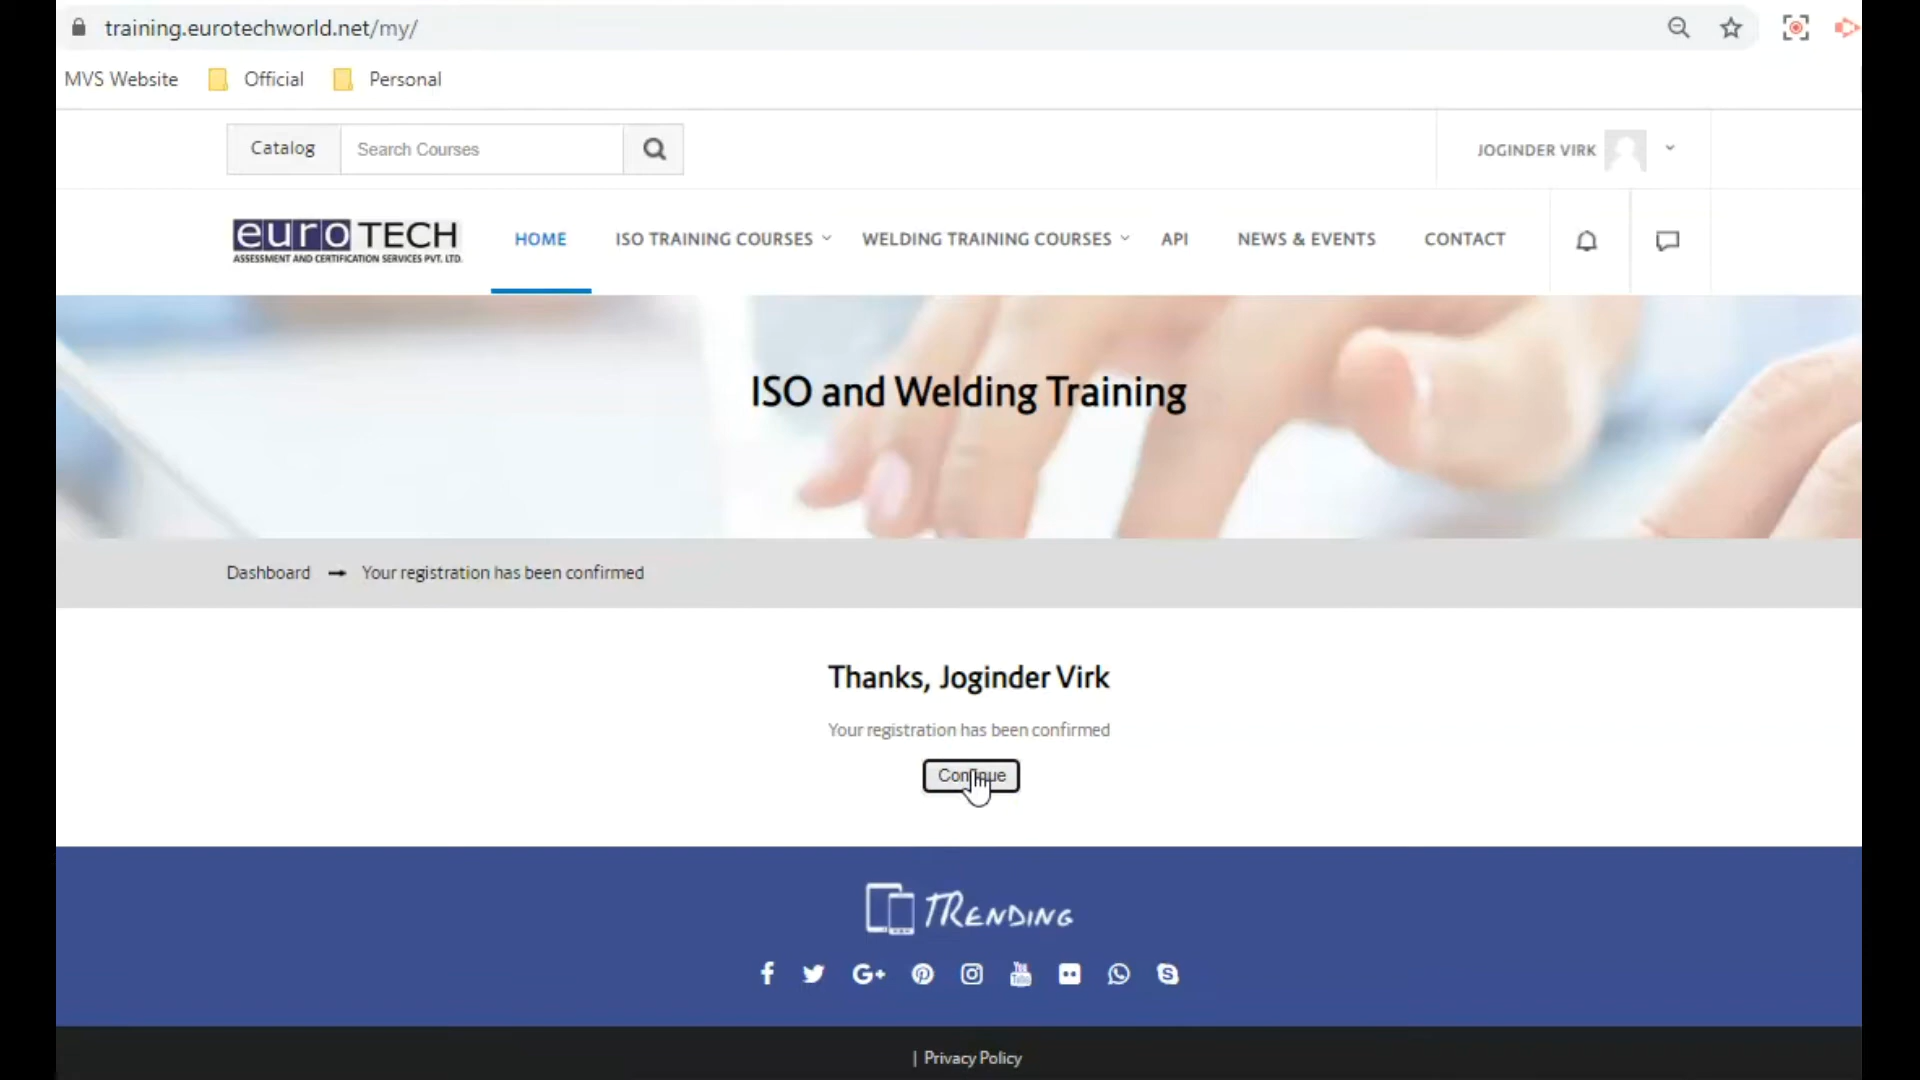 training.eurotechworld.net/my/
MVS Website Official Personal
Catalog Search Courses
JOGINDER VIRK
euro TECH
ASSESSMENT AND CERTIFICATION SERVICES PVT. LTD.
HOME ISO TRAINING COURSES WELDING TRAINING COURSES API NEWS & EVENTS CONTACT
ISO and Welding Training
Dashboard → Your registration has been confirmed
Thanks, Joginder Virk
Your registration has been confirmed
Continue
TRENDING
| Privacy Policy